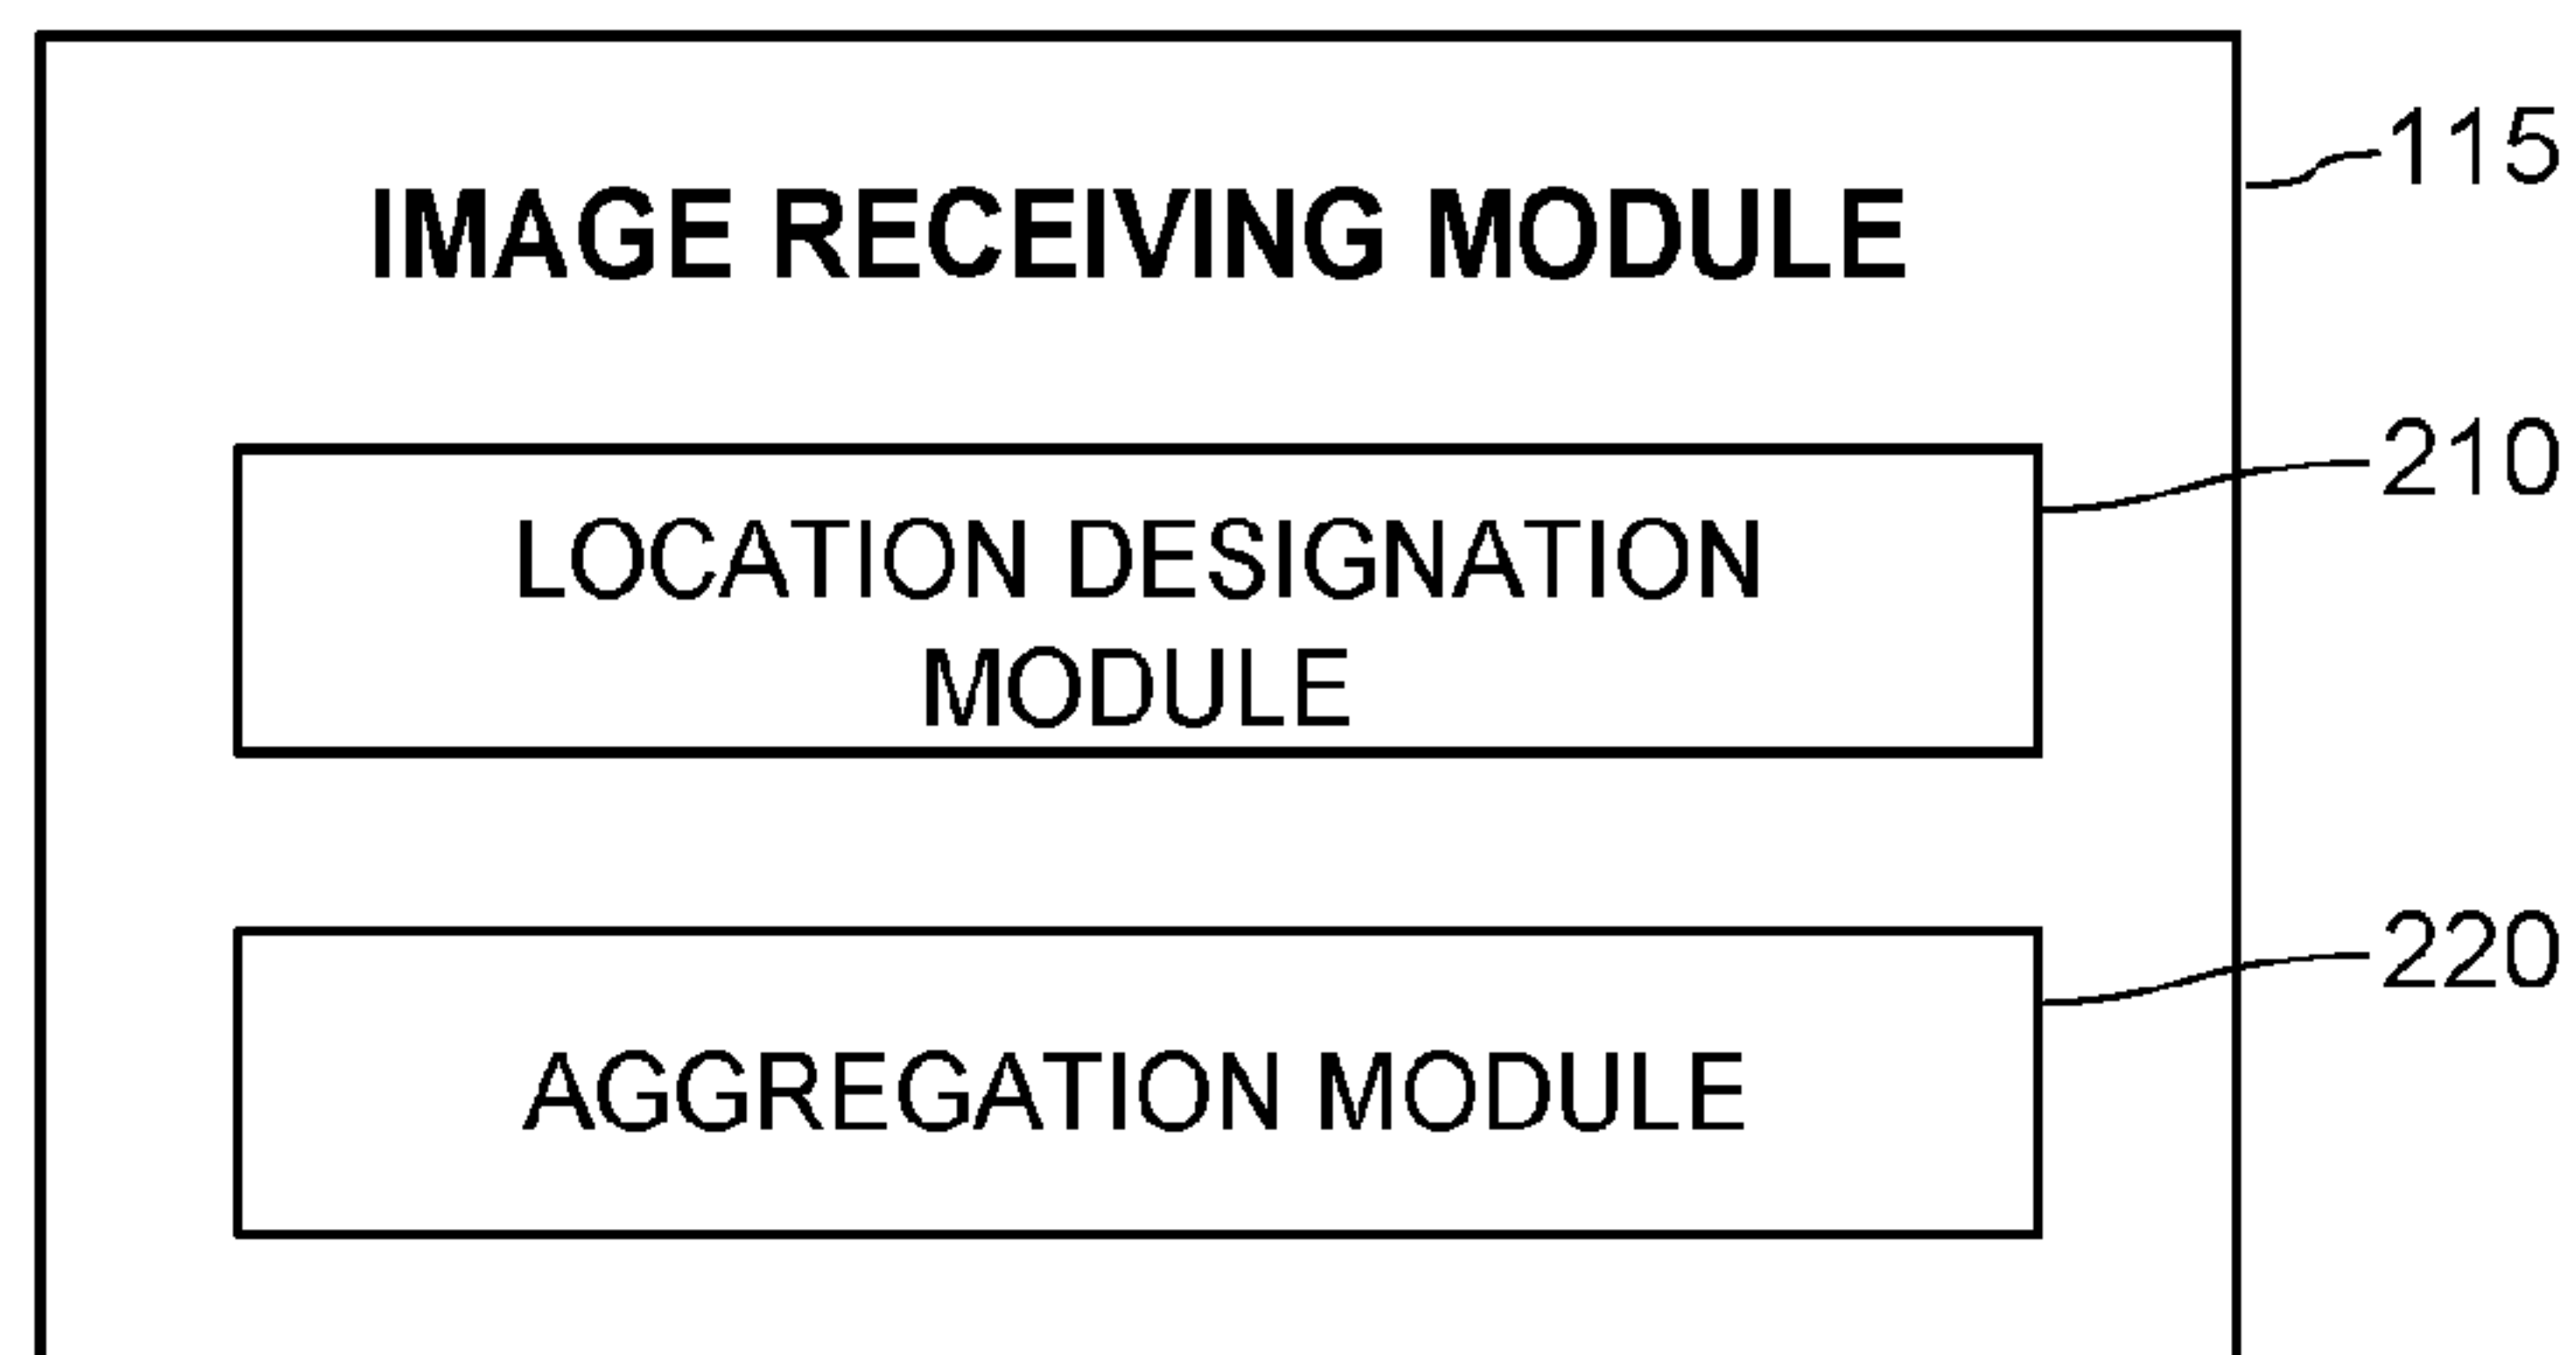 115
IMAGE RECEIVING MODULE
210
LOCATION DESIGNATION
MODULE
220
AGGREGATION MODULE